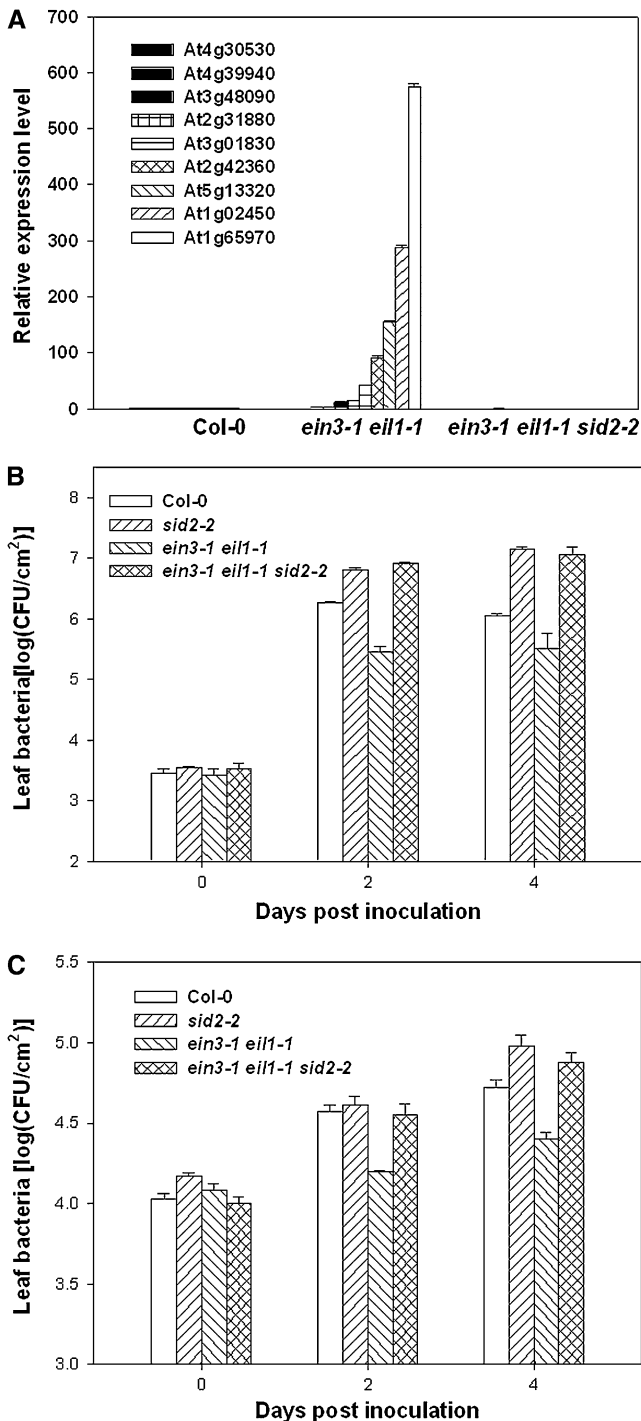 A
Relative expression level
700
600
500
400
300
200
100
0
At4g30530
At4g39940
At3g48090
At2g31880
At3g01830
At2g42360
At5g13320
At1g02450
At1g65970
Col-0 ein3-1 eil1-1 ein3-1 eil1-1 sid2-2
B
Leaf bacteria[log(CFU/cm2)]
8
7
6
5
4
3
2
Col-0
sid2-2
ein3-1 eil1-1
ein3-1 eil1-1 sid2-2
0 2 4
Days post inoculation
C
Leaf bacteria [log(CFU/cm2)]
5.5
5.0
4.5
4.0
3.5
3.0
Col-0
sid2-2
ein3-1 eil1-1
ein3-1 eil1-1 sid2-2
0 2 4
Days post inoculation